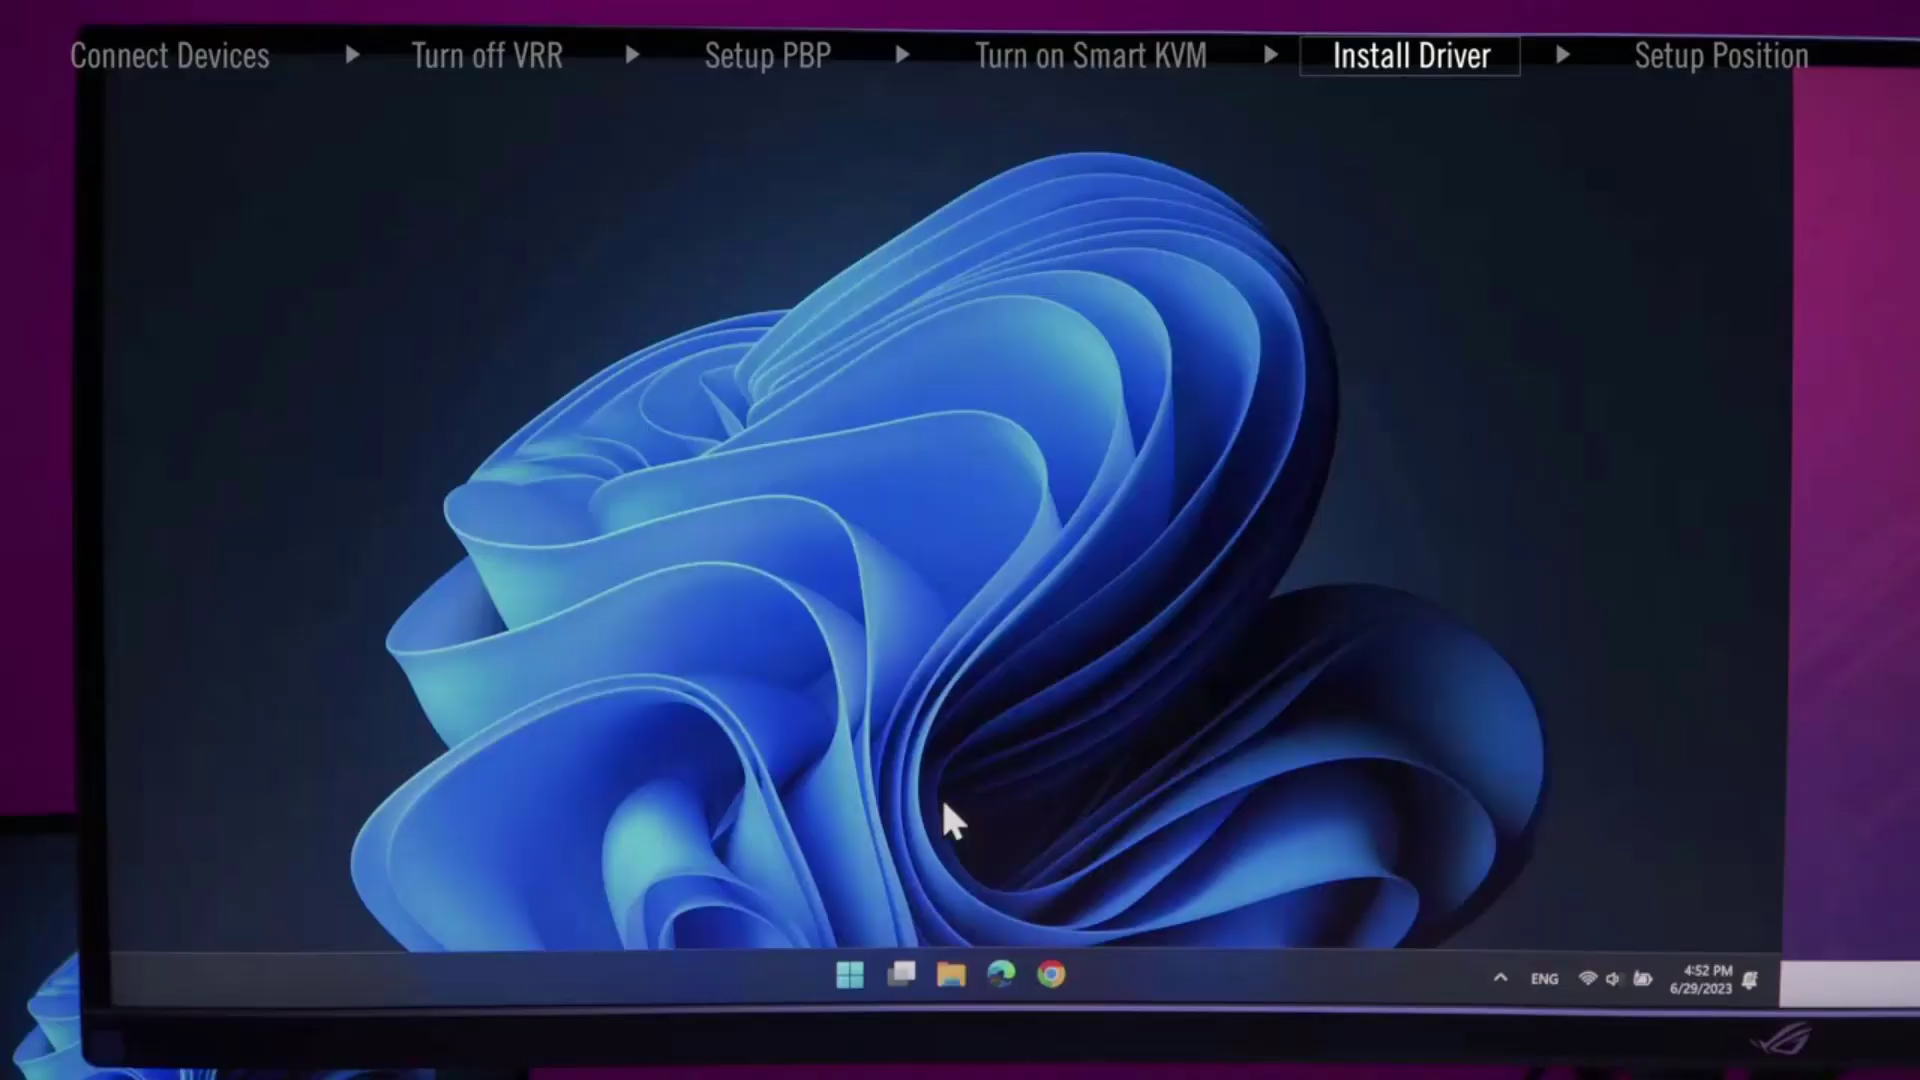 Connect Devices
Turn off VRR
Setup PBP
Turn on Smart KVM
Install Driver
Setup Position
ENG
4:52 PM
6/29/2023